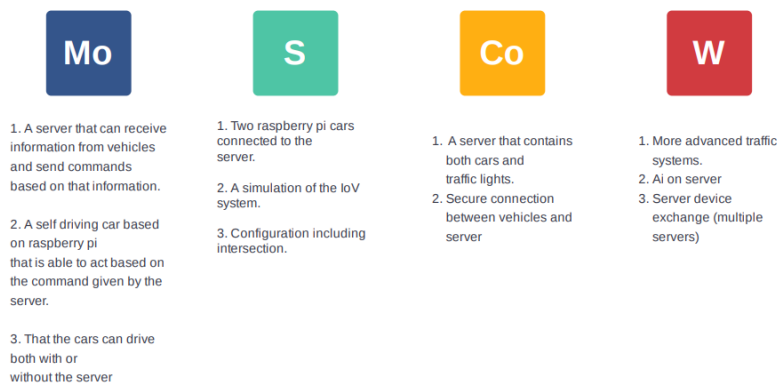 Mo
1. A server that can receive
information from vehicles
and send commands
based on that information.
2. A self driving car based
on raspberry pi
that is able to act based on
the command given by the
server.
3. That the cars can drive
both with or
without the server
S
1. Two raspberry pi cars
connected to the
server.
2. A simulation of the IoV
system.
3. Configuration including
intersection.
Co
1. A server that contains
both cars and
traffic lights.
2. Secure connection
between vehicles and
server
W
1. More advanced traffic
systems.
2. Ai on server
3. Server device
exchange (multiple
servers)